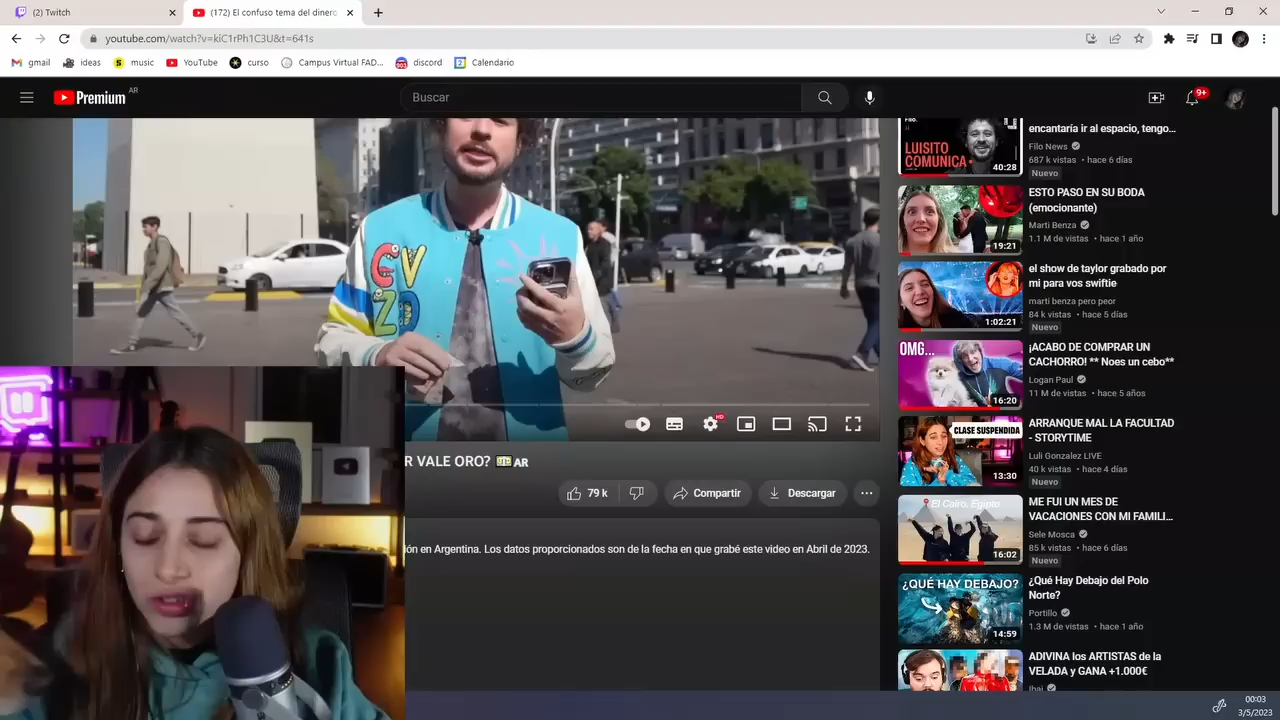 (2) Twitch
(172) El confuso tema del dinero
youtube.com/watch?v=kiC1rPh1C3U&t=641s
gmail
ideas
music
YouTube
curso
Campus Virtual FAD...
discord
Calendario
Premium AR
Buscar
9+
EV
ZD
HD
R VALE ORO? AR
79 k
Compartir
Descargar
ón en Argentina. Los datos proporcionados son de la fecha en que grabé este video en Abril de 2023.
LUISITO
COMUNICA
40:28
encantaría ir al espacio, tengo...
Filo News
687 k vistas • hace 6 días
Nuevo
19:21
ESTO PASO EN SU BODA
(emocionante)
Marti Benza
1.1 M de vistas • hace 1 año
1:02:21
el show de taylor grabado por
mi para vos swiftie
marti benza pero peor
84 k vistas • hace 5 días
Nuevo
OMG...
16:20
¡ACABO DE COMPRAR UN
CACHORRO! ** Noes un cebo**
Logan Paul
11 M de vistas • hace 5 años
CLASE SUSPENDIDA
13:30
ARRANQUE MAL LA FACULTAD
- STORYTIME
Luli Gonzalez LIVE
40 k vistas • hace 4 días
Nuevo
El Cairo, Egipto
16:02
ME FUI UN MES DE
VACACIONES CON MI FAMILI...
Sele Mosca
85 k vistas • hace 6 días
Nuevo
¿QUÉ HAY DEBAJO?
14:59
¿Qué Hay Debajo del Polo
Norte?
Portillo
1.3 M de vistas • hace 1 año
ADIVINA los ARTISTAS de la
VELADA y GANA +1.000€
Ibai
00:03
3/5/2023